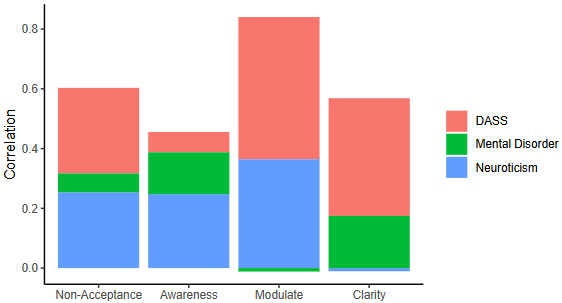 0.8
0.6
0.4
0.2
0.0
Correlation
Non-Acceptance Awareness Modulate Clarity
DASS
Mental Disorder
Neuroticism